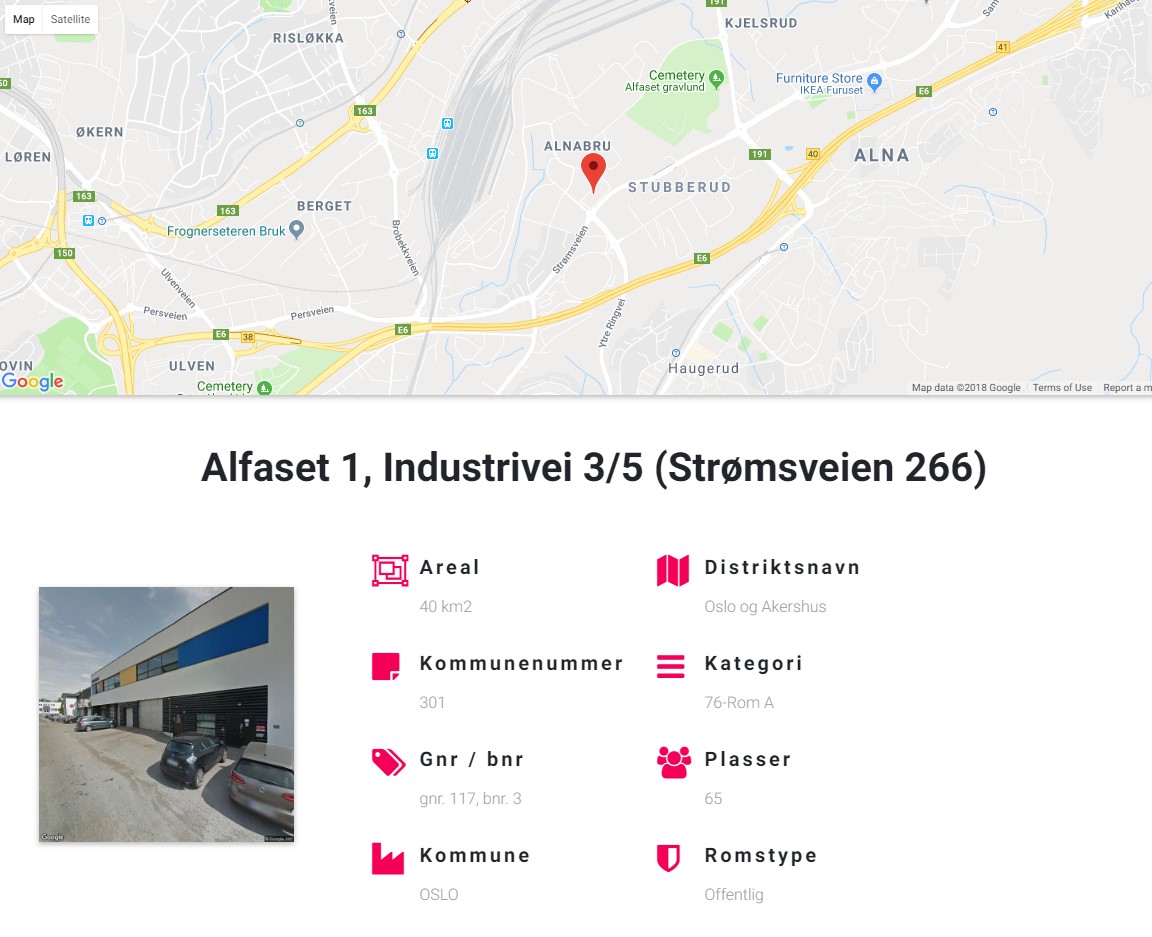 Map Satellite
191
KJELSRUD
Sam
Karihau
RISLØKKA
41
Cemetery
Alfaset gravlund
Furniture Store
IKEA Furuset
E6
163
ØKERN
ALNABRU
LØREN
191
40
ALNA
STUBBERUD
163
163
BERGET
Frognerseteren Bruk
150
Brobekkveien
Strømsveien
E6
Ulvenveien
Persveien
Persveien
E6
38
E6
Ytre Ringvei
OVIN
ULVEN
Haugerud
Google
Cemetery
Map data ©2018 Google Terms of Use Report a m
Alfaset 1, Industrivei 3/5 (Strømsveien 266)
Areal
Distriktsnavn
40 km2
Oslo og Akershus
Kommunenummer
Kategori
301
76-Rom A
Gnr / bnr
Plasser
gnr. 117, bnr. 3
65
Kommune
Romstype
OSLO
Offentlig
Google